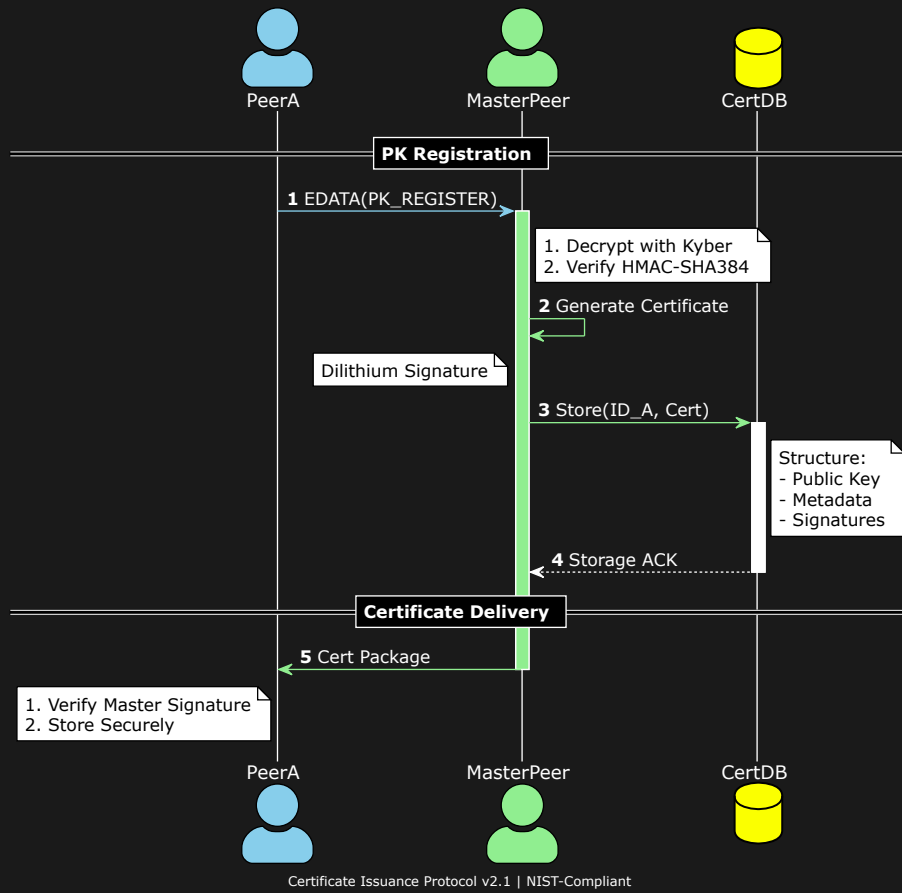 PeerA
MasterPeer
CertDB
PK Registration
1 EDATA(PK_REGISTER)
1. Decrypt with Kyber
2. Verify HMAC-SHA384
2 Generate Certificate
Dilithium Signature
3 Store(ID_A, Cert)
Structure:
- Public Key
- Metadata
- Signatures
4 Storage ACK
Certificate Delivery
5 Cert Package
1. Verify Master Signature
2. Store Securely
PeerA
MasterPeer
CertDB
Certificate Issuance Protocol v2.1 | NIST-Compliant